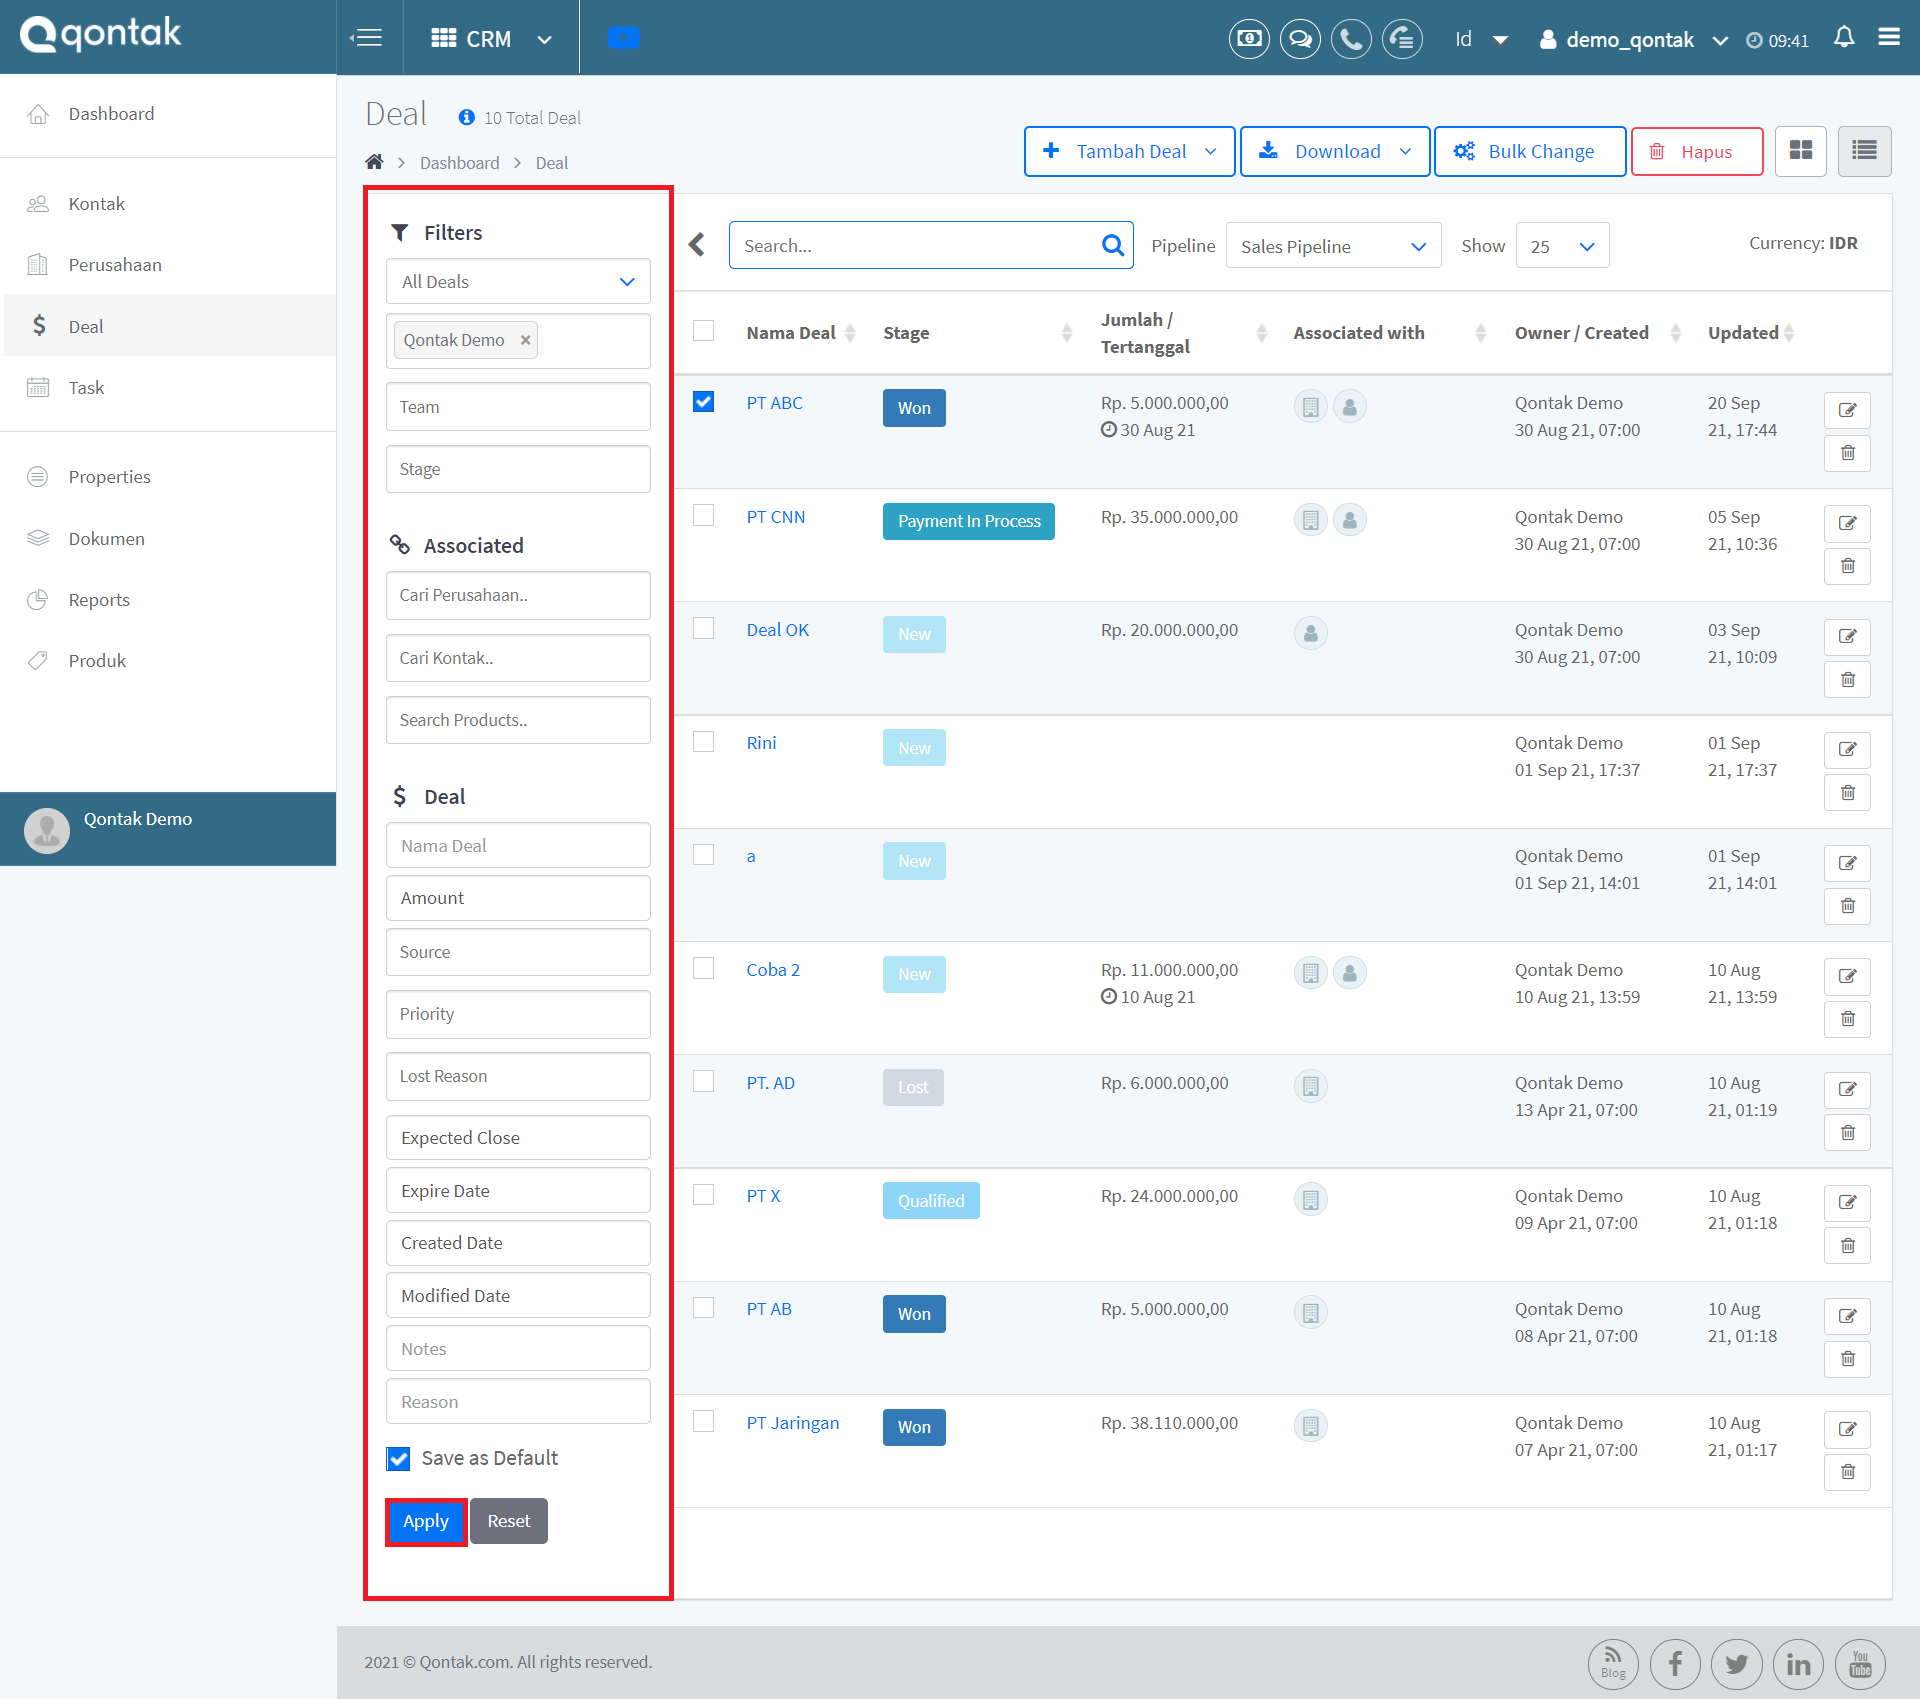 qontak
CRM
Id
demo_qontak
09:41
Dashboard
Kontak
Perusahaan
Deal
Task
Properties
Dokumen
Reports
Produk
Qontak Demo
Deal
10 Total Deal
Dashboard
Deal
Tambah Deal
Download
Bulk Change
Hapus
Filters
All Deals
Qontak Demo ×
Team
Stage
Associated
Cari Perusahaan..
Cari Kontak..
Search Products..
Deal
Nama Deal
Amount
Source
Priority
Lost Reason
Expected Close
Expire Date
Created Date
Modified Date
Notes
Reason
Save as Default
Apply
Reset
Search...
Pipeline
Sales Pipeline
Show
25
Currency: IDR
Nama Deal
Stage
Jumlah /
Tertanggal
Associated with
Owner / Created
Updated
PT ABC
Won
Rp. 5.000.000,00
30 Aug 21
Qontak Demo
30 Aug 21, 07:00
20 Sep
21, 17:44
PT CNN
Payment In Process
Rp. 35.000.000,00
Qontak Demo
30 Aug 21, 07:00
05 Sep
21, 10:36
Deal OK
New
Rp. 20.000.000,00
Qontak Demo
30 Aug 21, 07:00
03 Sep
21, 10:09
Rini
New
Qontak Demo
01 Sep 21, 17:37
01 Sep
21, 17:37
a
New
Qontak Demo
01 Sep 21, 14:01
01 Sep
21, 14:01
Coba 2
New
Rp. 11.000.000,00
10 Aug 21
Qontak Demo
10 Aug 21, 13:59
10 Aug
21, 13:59
PT. AD
Lost
Rp. 6.000.000,00
Qontak Demo
13 Apr 21, 07:00
10 Aug
21, 01:19
PT X
Qualified
Rp. 24.000.000,00
Qontak Demo
09 Apr 21, 07:00
10 Aug
21, 01:18
PT AB
Won
Rp. 5.000.000,00
Qontak Demo
08 Apr 21, 07:00
10 Aug
21, 01:18
PT Jaringan
Won
Rp. 38.110.000,00
Qontak Demo
07 Apr 21, 07:00
10 Aug
21, 01:17
2021 © Qontak.com. All rights reserved.
Blog
You
Tube